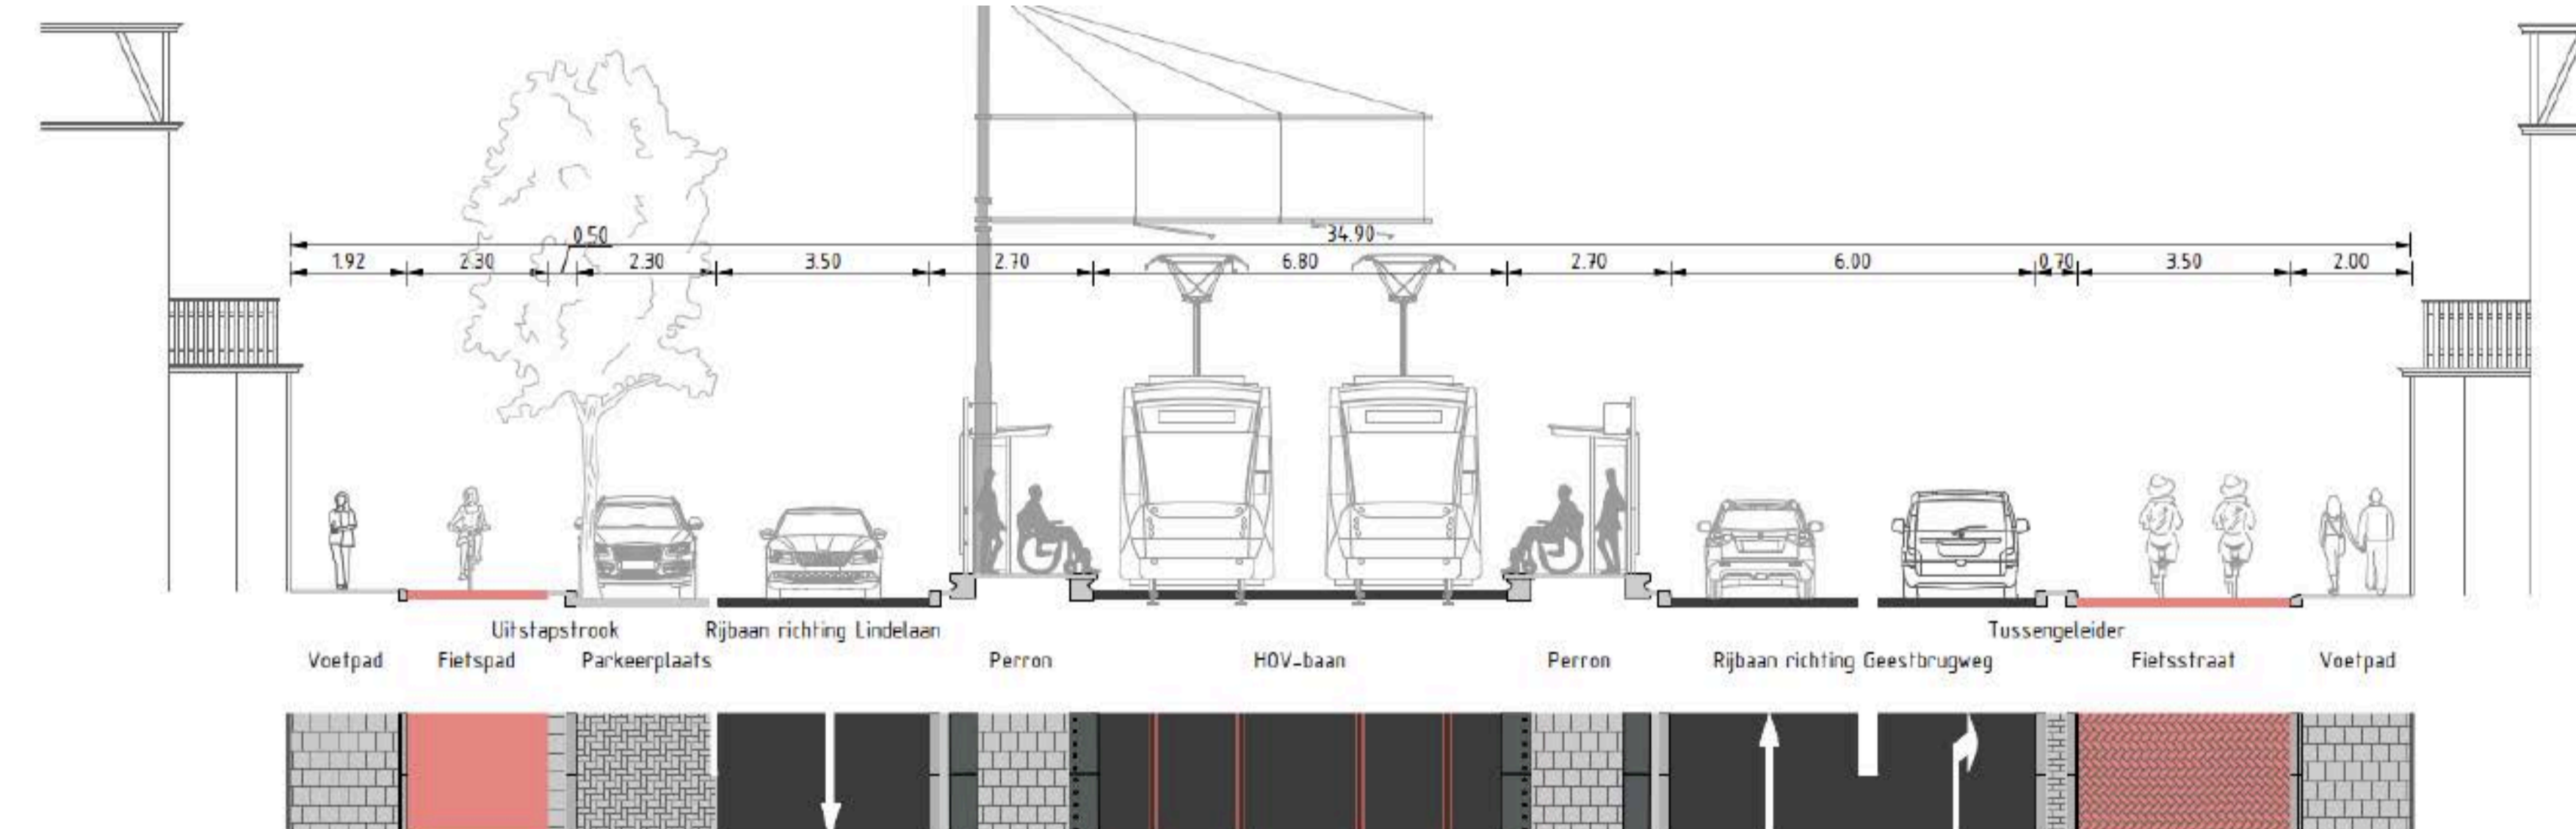 0.50
34.90
1.92 2.30 2.30 3.50 2.70 6.80 2.70 6.00 0.70 3.50 2.00
Uitstapstrook Rijbaan richting Lindelaan Tussengeleider
Voetpad Fietspad Parkeerplaats Perron HOV-baan Perron Rijbaan richting Geestbrugweg Fietsstraat Voetpad